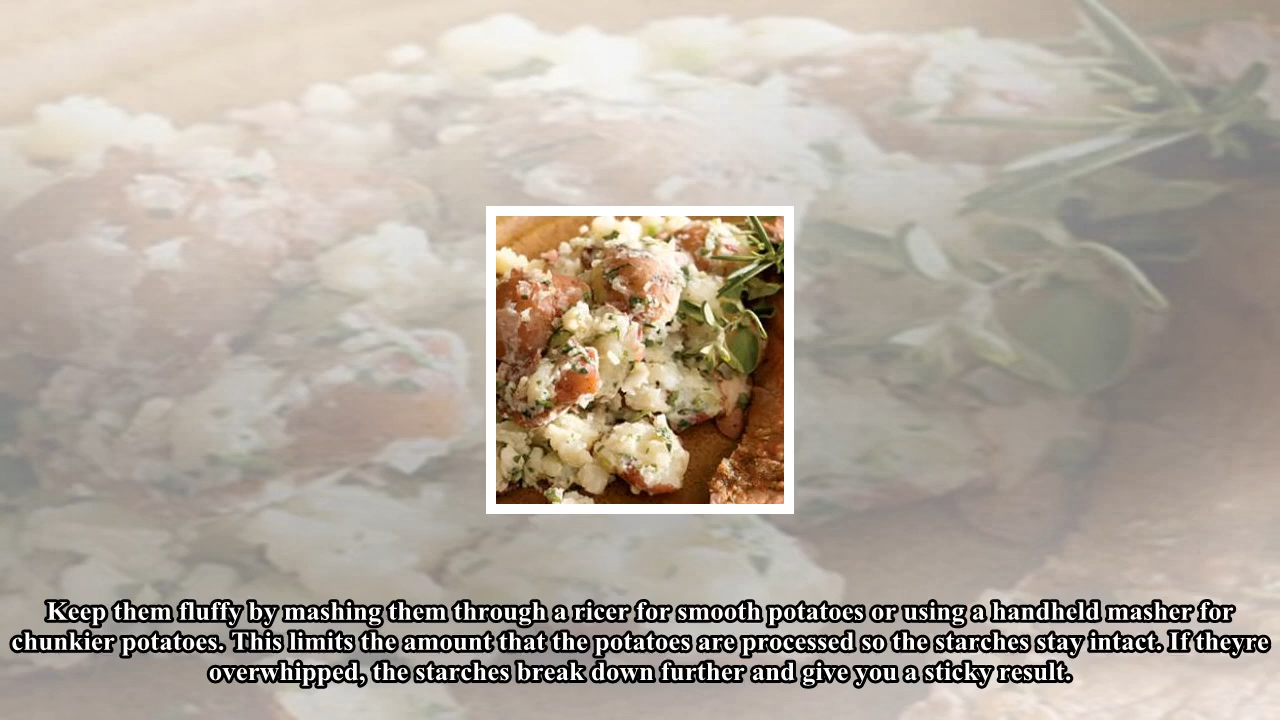 Keep them fluffy by mashing them through a ricer for smooth potatoes or using a handheld masher for
chunkier potatoes. This limits the amount that the potatoes are processed so the starches stay intact. If theyre
overwhipped, the starches break down further and give you a sticky result.